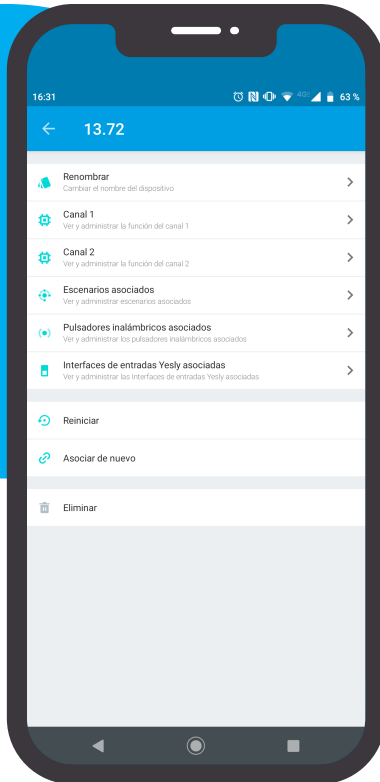 16:31
4G
63 %
13.72
Renombrar
Cambiar el nombre del dispositivo
Canal 1
Ver y administrar la función del canal 1
Canal 2
Ver y administrar la función del canal 2
Escenarios asociados
Ver y administrar escenarios asociados
Pulsadores inalámbricos asociados
Ver y administrar los pulsadores inalámbricos asociados
Interfaces de entradas Yesly asociadas
Ver y administrar las Interfaces de entradas Yesly asociadas
Reiniciar
Asociar de nuevo
Eliminar